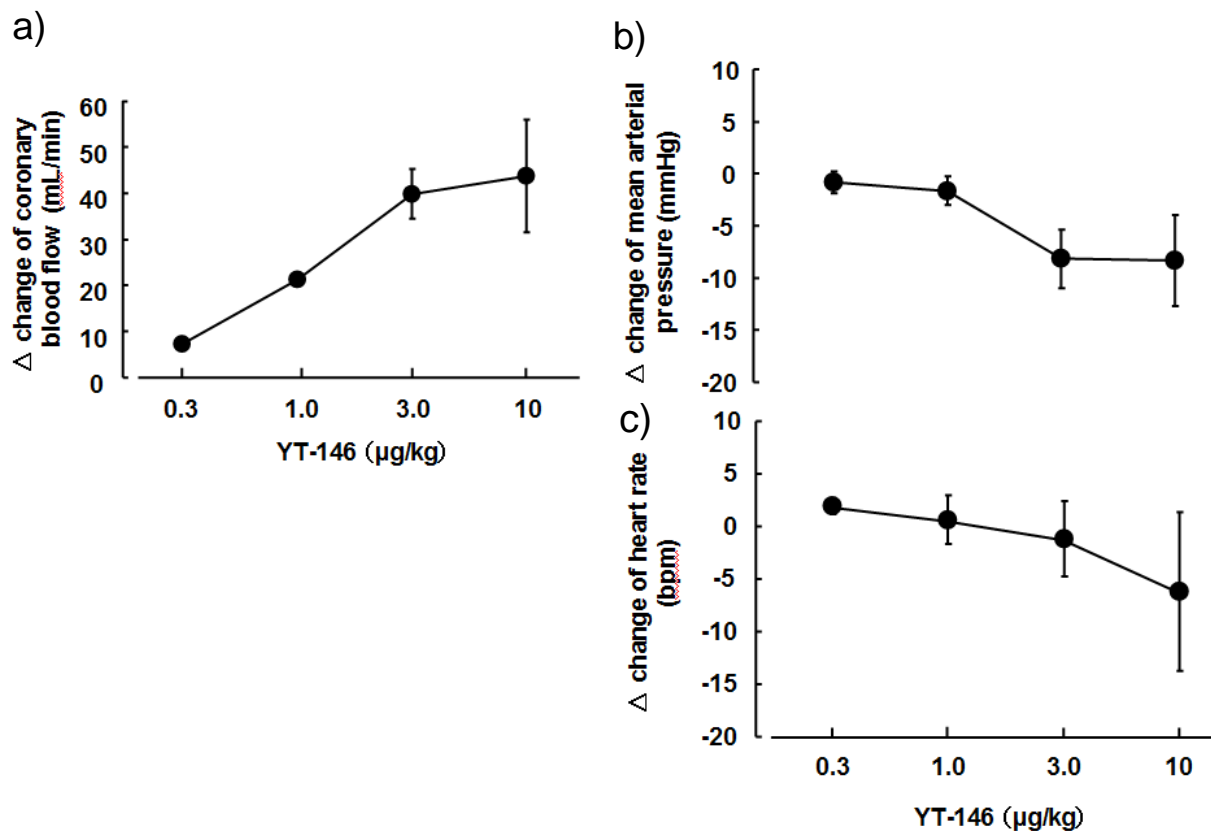 a)
△ change of coronary
blood flow (mL/min)
60
50
40
30
20
10
0
0.3 1.0 3.0 10
YT-146 (μg/kg)
b)
△ change of mean arterial
pressure (mmHg)
10
5
0
-5
-10
-15
-20
c)
△ change of heart rate
(bpm)
10
5
0
-5
-10
-15
-20
0.3 1.0 3.0 10
YT-146 (μg/kg)